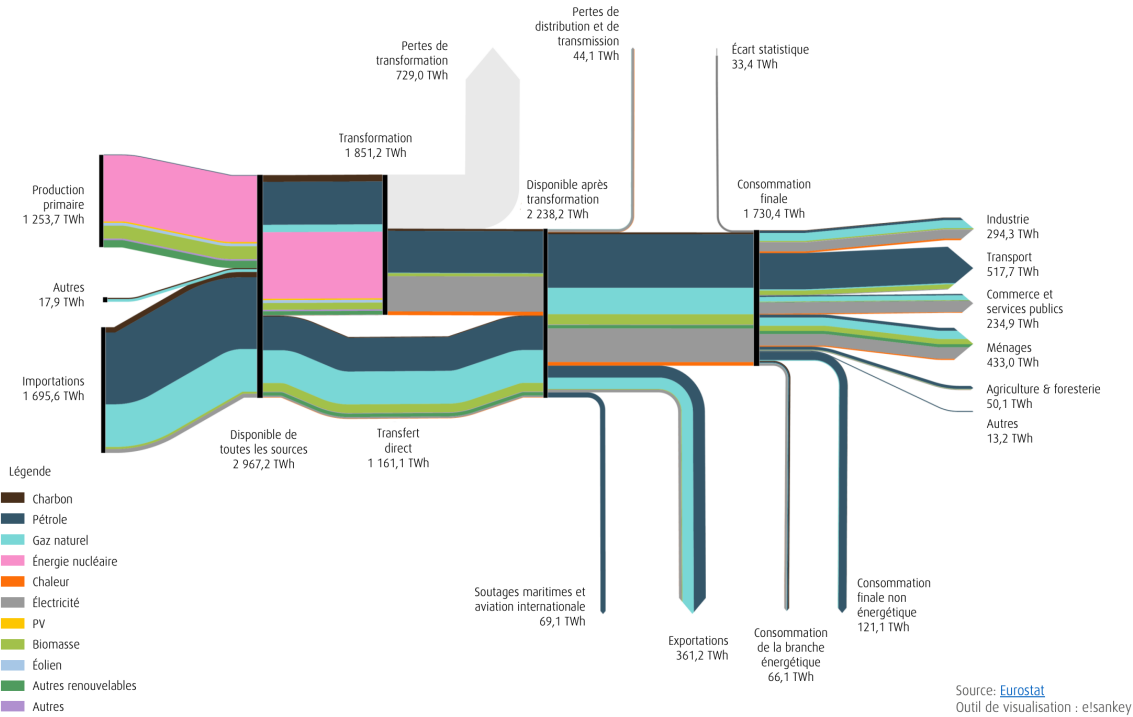 Pertes de
distribution et de
transmission
44,1 TWh
Pertes de
transformation
729,0 TWh
Écart statistique
33,4 TWh
Transformation
1 851,2 TWh
Production
primaire
1 253,7 TWh
Disponible après
transformation
2 238,2 TWh
Consommation
finale
1 730,4 TWh
Industrie
294,3 TWh
Transport
517,7 TWh
Autres
17,9 TWh
Commerce et
services publics
234,9 TWh
Ménages
433,0 TWh
Importations
1 695,6 TWh
Agriculture & foresterie
50,1 TWh
Autres
13,2 TWh
Disponible de
toutes les sources
2 967,2 TWh
Transfert
direct
1 161,1 TWh
Légende
Charbon
Pétrole
Gaz naturel
Énergie nucléaire
Chaleur
Électricité
PV
Biomasse
Éolien
Autres renouvelables
Autres
Soutages maritimes et
aviation internationale
69,1 TWh
Exportations
361,2 TWh
Consommation
de la branche
énergétique
66,1 TWh
Consommation
finale non
énergétique
121,1 TWh
Source: Eurostat
Outil de visualisation : e!sankey